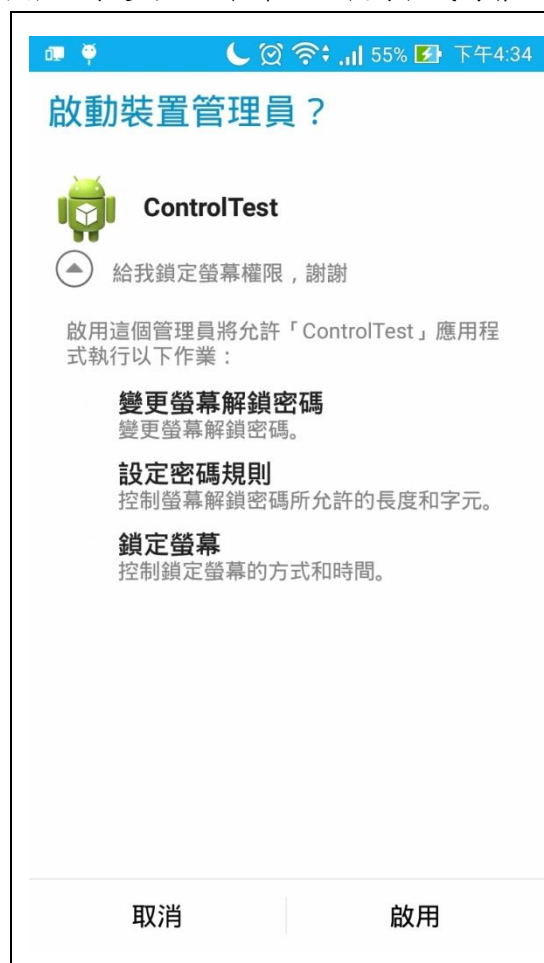 55% 下午4:34
啟動裝置管理員？
ControlTest
給我鎖定螢幕權限，謝謝
啟用這個管理員將允許「ControlTest」應用程
式執行以下作業：
變更螢幕解鎖密碼
變更螢幕解鎖密碼。
設定密碼規則
控制螢幕解鎖密碼所允許的長度和字元。
鎖定螢幕
控制鎖定螢幕的方式和時間。
取消 啟用